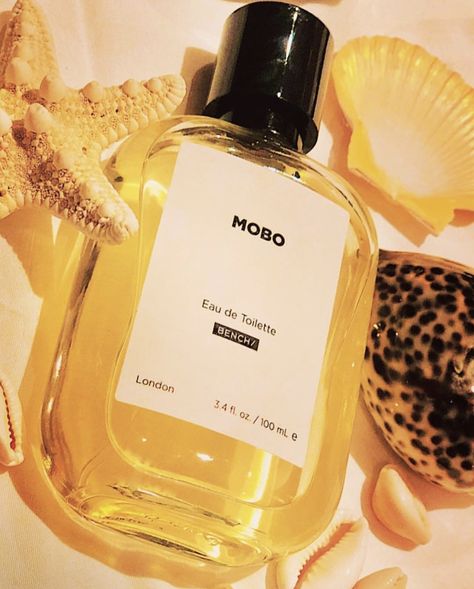 MOBO
Eau de Toilette
BENCH/
London
3.4 fl. oz. / 100 mL e